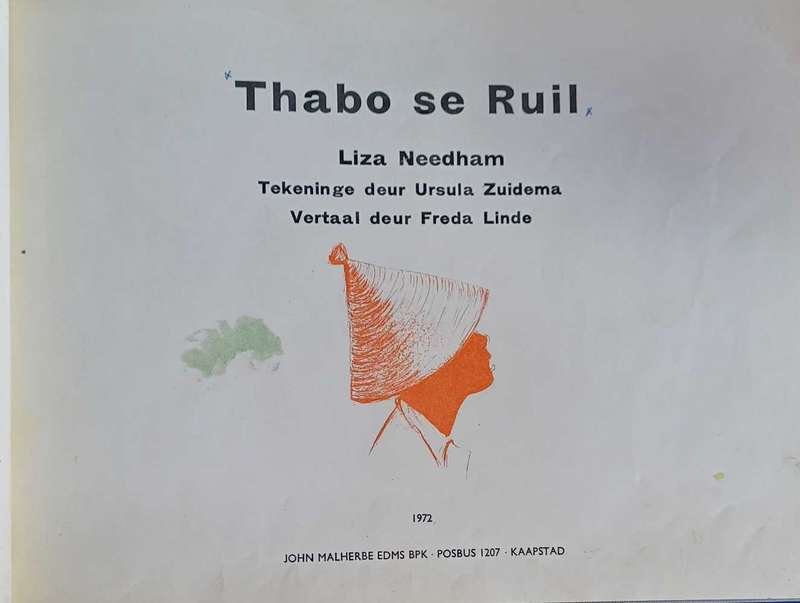 Thabo se Ruil
Liza Needham
Tekeninge deur Ursula Zuidema
Vertaal deur Freda Linde
1972
JOHN MALHERBE EDMS BPK · POSBUS 1207 · KAAPSTAD